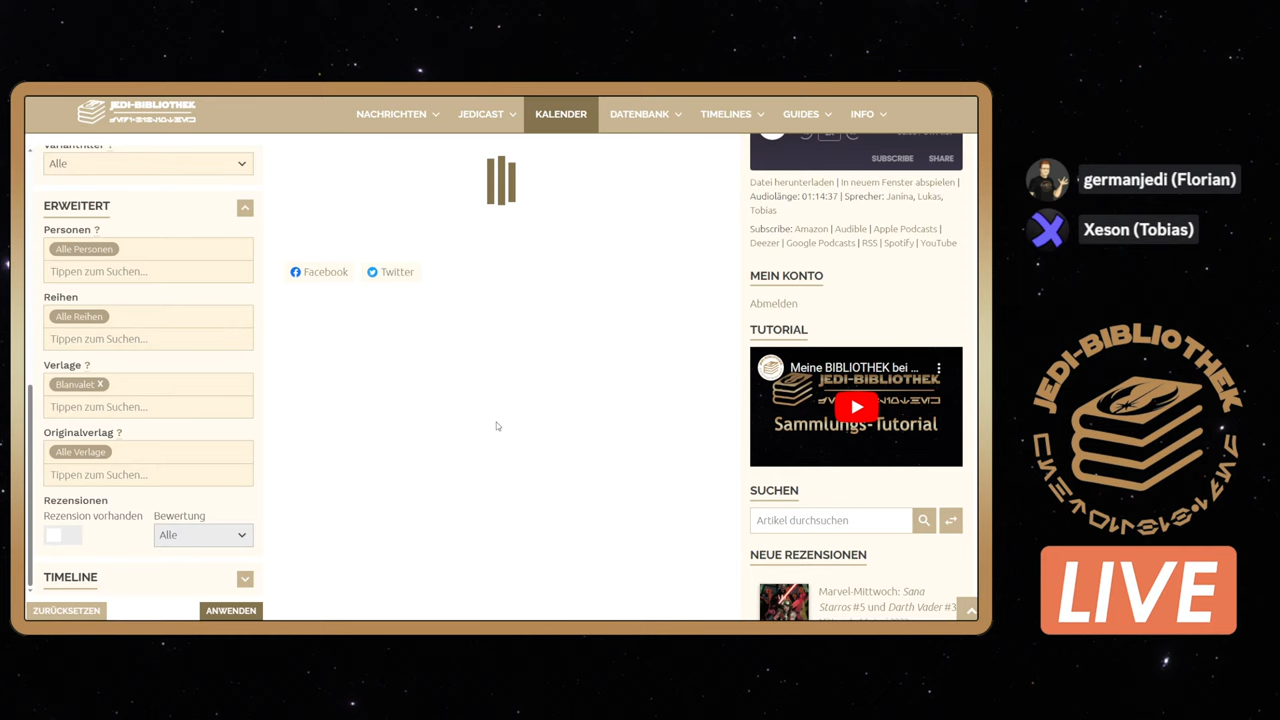 JEDI-BIBLIOTHEK
NACHRICHTEN
JEDICAST
KALENDER
DATENBANK
TIMELINES
GUIDES
INFO
Alle
ERWEITERT
Personen ?
Alle Personen
Tippen zum Suchen...
Reihen
Alle Reihen
Tippen zum Suchen...
Verlage ?
Blanvalet X
Tippen zum Suchen...
Originalverlag ?
Alle Verlage
Tippen zum Suchen...
Rezensionen
Rezension vorhanden
Bewertung
Alle
TIMELINE
ZURÜCKSETZEN
ANWENDEN
Facebook
Twitter
SUBSCRIBE
SHARE
Datei herunterladen | In neuem Fenster abspielen |
Audiolänge: 01:14:37 | Sprecher: Janina, Lukas,
Tobias
Subscribe: Amazon | Audible | Apple Podcasts |
Deezer | Google Podcasts | RSS | Spotify | YouTube
MEIN KONTO
Abmelden
TUTORIAL
Meine BIBLIOTHEK bei ...
JEDI-BIBLIOTHEK
Sammlungs-Tutorial
SUCHEN
Artikel durchsuchen
NEUE REZENSIONEN
Marvel-Mittwoch: Sana
Starros #5 und Darth Vader #3
germanjedi (Florian)
Xeson (Tobias)
JEDI-BIBLIOTHEK
LIVE